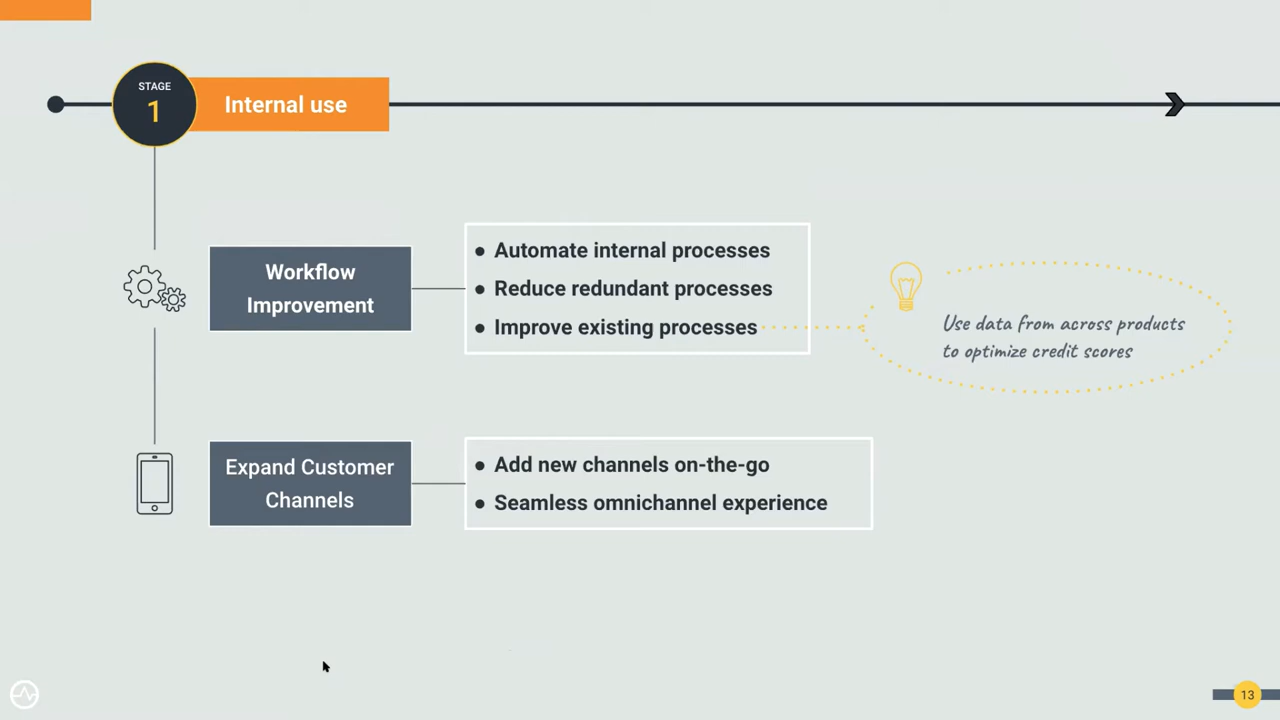 STAGE
1
Internal use
Workflow
Improvement
● Automate internal processes
● Reduce redundant processes
● Improve existing processes
Use data from across products
to optimize credit scores
Expand Customer
Channels
● Add new channels on-the-go
● Seamless omnichannel experience
13